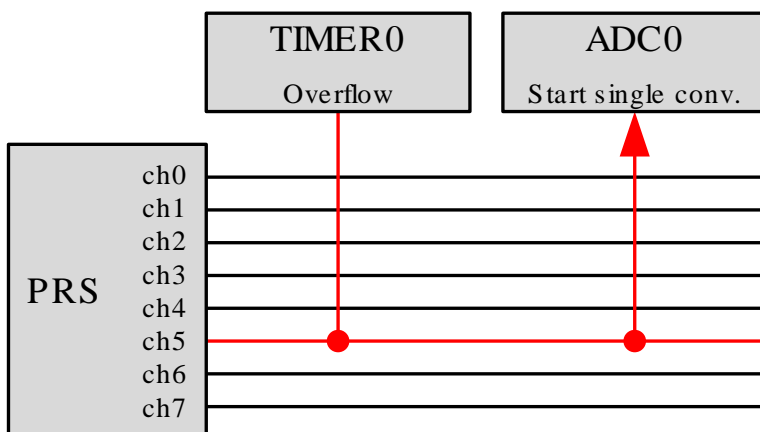 TIMER0
Overflow
ADC0
Start single conv.
PRS
ch0
ch1
ch2
ch3
ch4
ch5
ch6
ch7